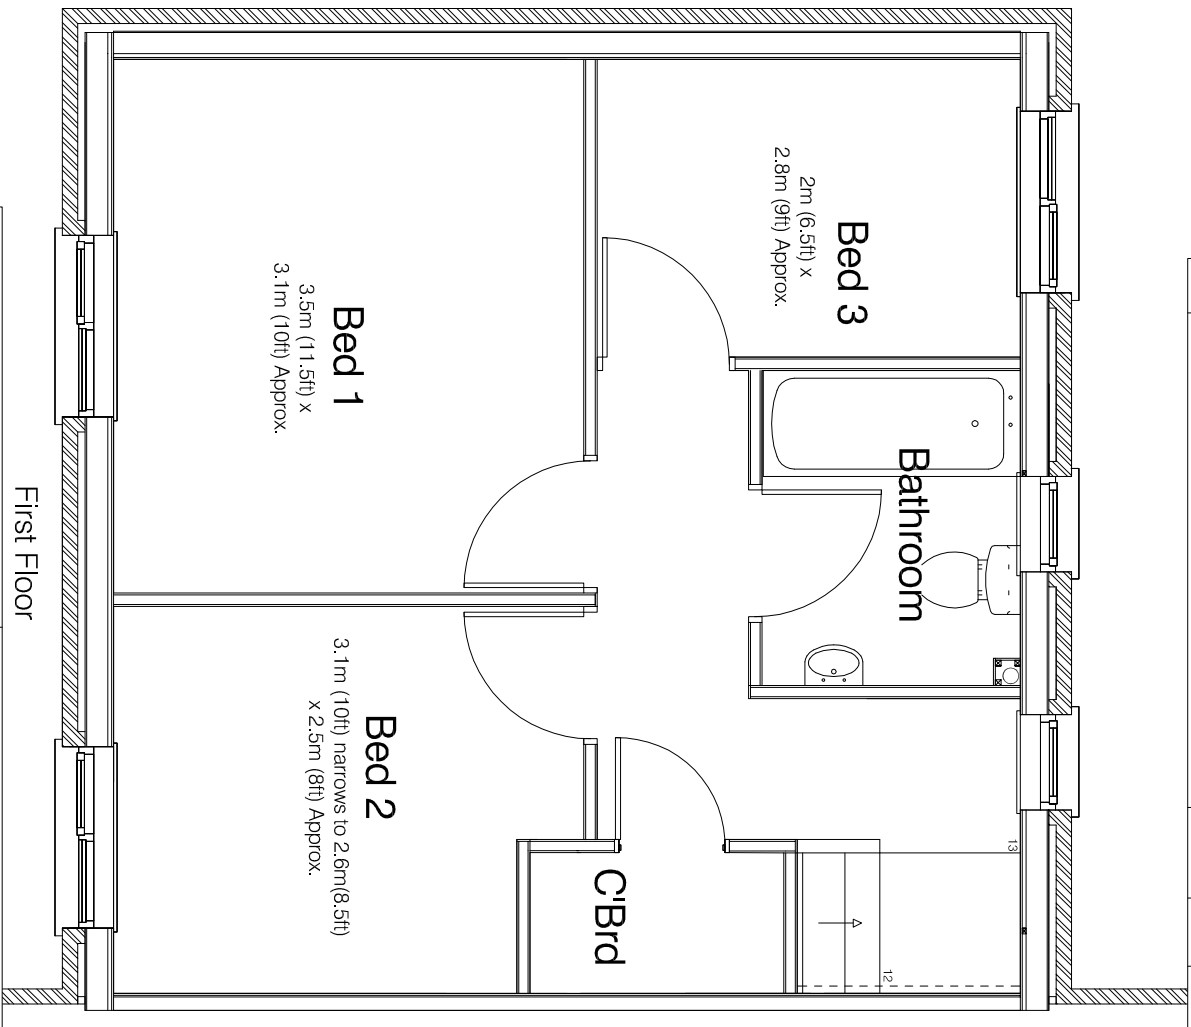 Bed 3
2m (6.5ft) x
2.8m (9ft) Approx.
Bed 1
3.5m (11.5ft) x
3.1m (10ft) Approx.
Bathroom
Bed 2
3.1m (10ft) narrows to 2.6m(8.5ft)
x 2.5m (8ft) Approx.
C'Brd
13
12
First Floor